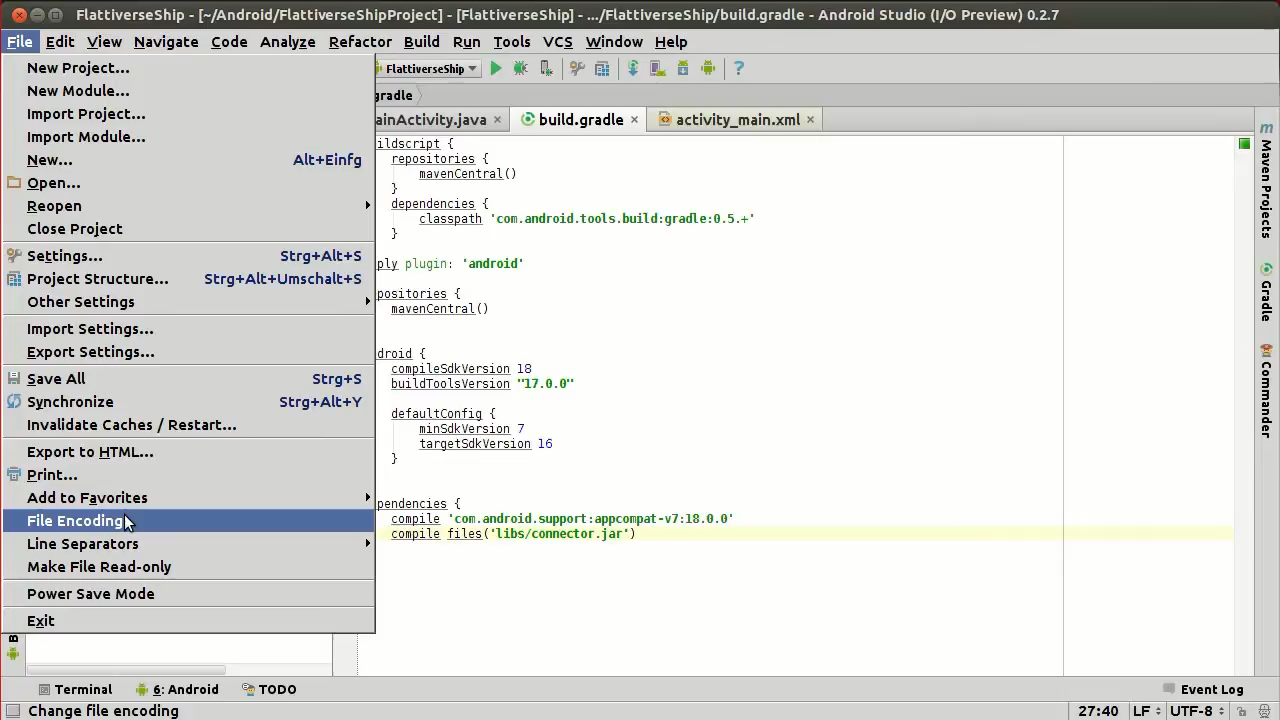 FlattiverseShip - [~/Android/FlattiverseShipProject] - [FlattiverseShip] - .../FlattiverseShip/build.gradle - Android Studio (I/O Preview) 0.2.7
File Edit View Navigate Code Analyze Refactor Build Run Tools VCS Window Help
New Project...
New Module...
Import Project...
Import Module...
New... Alt+Einfg
Open...
Reopen
Close Project
Settings... Strg+Alt+S
Project Structure... Strg+Alt+Umschalt+S
Other Settings
Import Settings...
Export Settings...
Save All Strg+S
Synchronize Strg+Alt+Y
Invalidate Caches / Restart...
Export to HTML...
Print...
Add to Favorites
File Encoding
Line Separators
Make File Read-only
Power Save Mode
Exit
FlattiverseShip
gradle
ainActivity.java build.gradle activity_main.xml
ildscript {
repositories {
mavenCentral()
}
dependencies {
classpath 'com.android.tools.build:gradle:0.5.+'
}
ply plugin: 'android'
positories {
mavenCentral()
droid {
compileSdkVersion 18
buildToolsVersion "17.0.0"
defaultConfig {
minSdkVersion 7
targetSdkVersion 16
}
pendencies {
compile 'com.android.support:appcompat-v7:18.0.0'
compile files('libs/connector.jar')
Maven Projects
Gradle
Commander
Terminal 6: Android TODO Event Log
Change file encoding 27:40 LF UTF-8